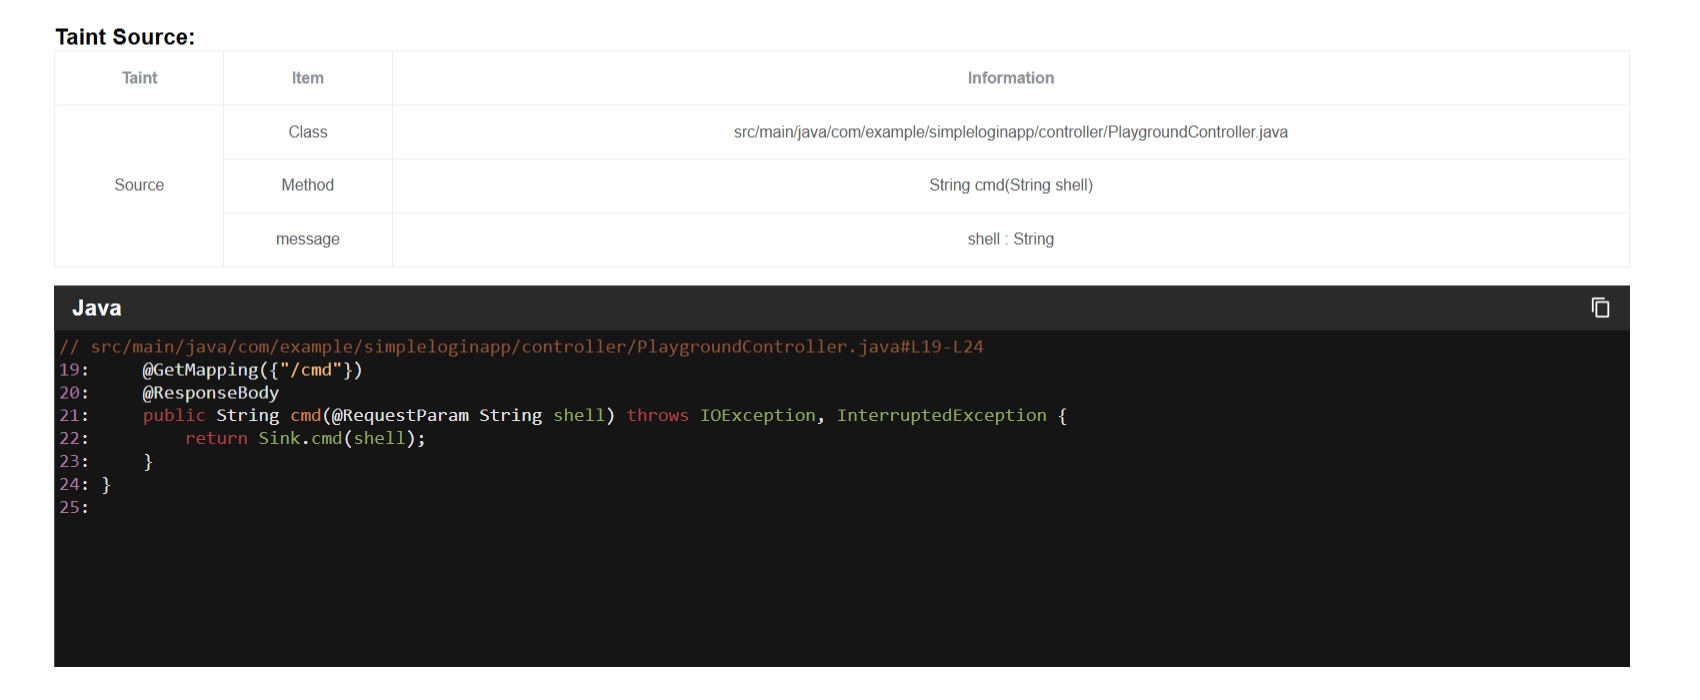 Taint Source:
Taint Item Information
Class src/main/java/com/example/simpleloginapp/controller/PlaygroundController.java
Source Method String cmd(String shell)
message shell : String
Java
// src/main/java/com/example/simpleloginapp/controller/PlaygroundController.java#L19-L24
19:     @GetMapping({"/cmd"})
20:     @ResponseBody
21:     public String cmd(@RequestParam String shell) throws IOException, InterruptedException {
22:         return Sink.cmd(shell);
23:     }
24: }
25: